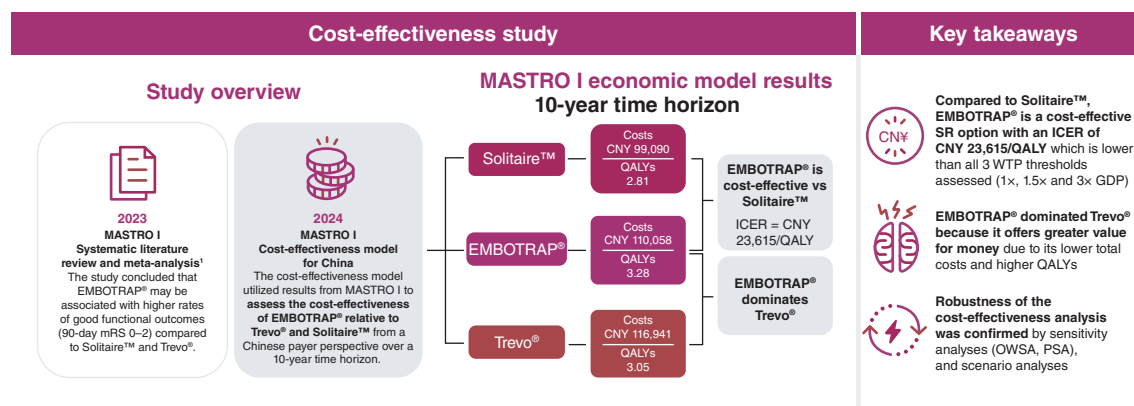 Cost-effectiveness study
Key takeaways
Study overview
2023
MASTRO I
Systematic literature
review and meta-analysis¹
The study concluded that
EMBOTRAP® may be
associated with higher rates
of good functional outcomes
(90-day mRS 0–2) compared
to Solitaire™ and Trevo®.
2024
MASTRO I
Cost-effectiveness model
for China
The cost-effectiveness model
utilized results from MASTRO I to
assess the cost-effectiveness
of EMBOTRAP® relative to
Trevo® and Solitaire™ from a
Chinese payer perspective over a
10-year time horizon.
MASTRO I economic model results
10-year time horizon
Solitaire™
Costs
CNY 99,090
QALYs
2.81
EMBOTRAP®
Costs
CNY 110,058
QALYs
3.28
Trevo®
Costs
CNY 116,941
QALYs
3.05
EMBOTRAP® is
cost-effective vs
Solitaire™
ICER = CNY
23,615/QALY
EMBOTRAP®
dominates
Trevo®
CN¥
Compared to Solitaire™,
EMBOTRAP® is a cost-effective
SR option with an ICER of
CNY 23,615/QALY which is lower
than all 3 WTP thresholds
assessed (1×, 1.5× and 3× GDP)
EMBOTRAP® dominated Trevo®
because it offers greater value
for money due to its lower total
costs and higher QALYs
Robustness of the
cost-effectiveness analysis
was confirmed by sensitivity
analyses (OWSA, PSA),
and scenario analyses